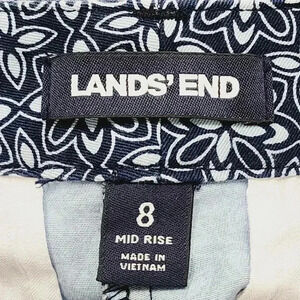 LANDS' END
8
MID RISE
MADE IN
VIETNAM